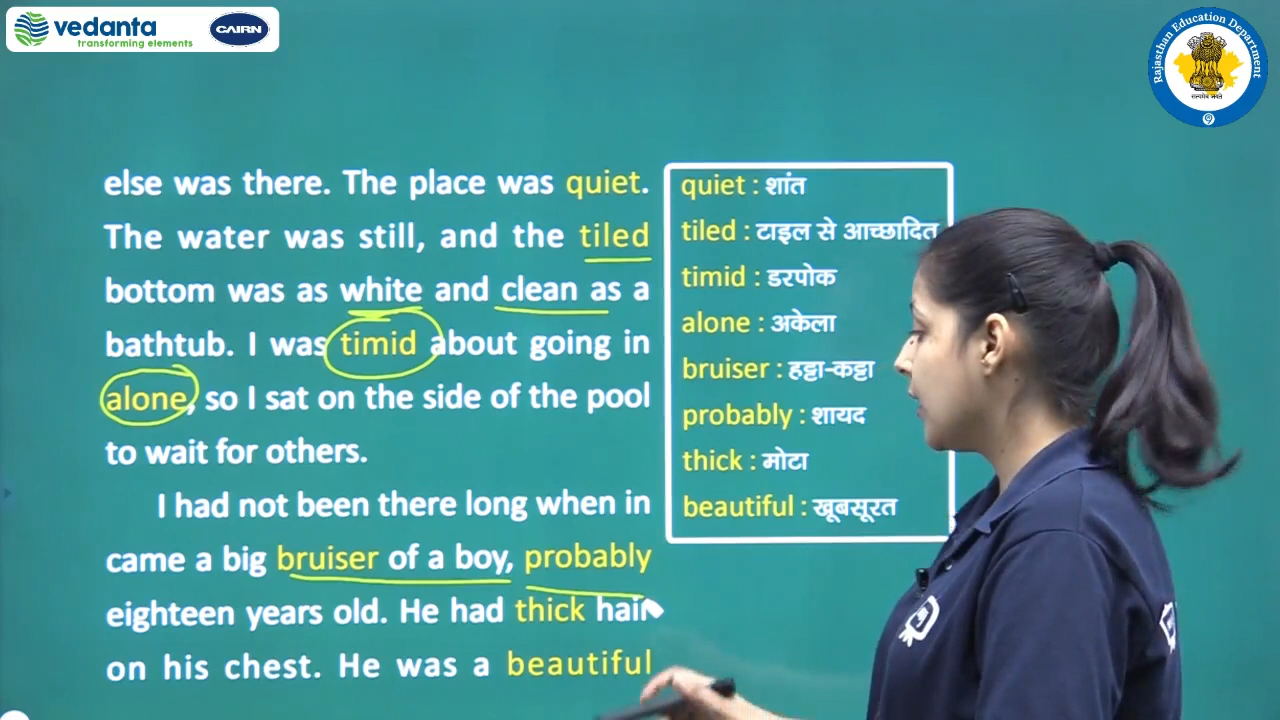 vedanta
transforming elements
CAIRN
Rajasthan Education Department
सत्यमेव जयते
else was there. The place was quiet.
The water was still, and the tiled
bottom was as white and clean as a
bathtub. I was timid about going in
alone, so I sat on the side of the pool
to wait for others.
I had not been there long when in
came a big bruiser of a boy, probably
eighteen years old. He had thick hair
on his chest. He was a beautiful
quiet : शांत
tiled : टाइल से आच्छादित
timid : डरपोक
alone : अकेला
bruiser : हट्टा-कट्टा
probably : शायद
thick : मोटा
beautiful : खूबसूरत